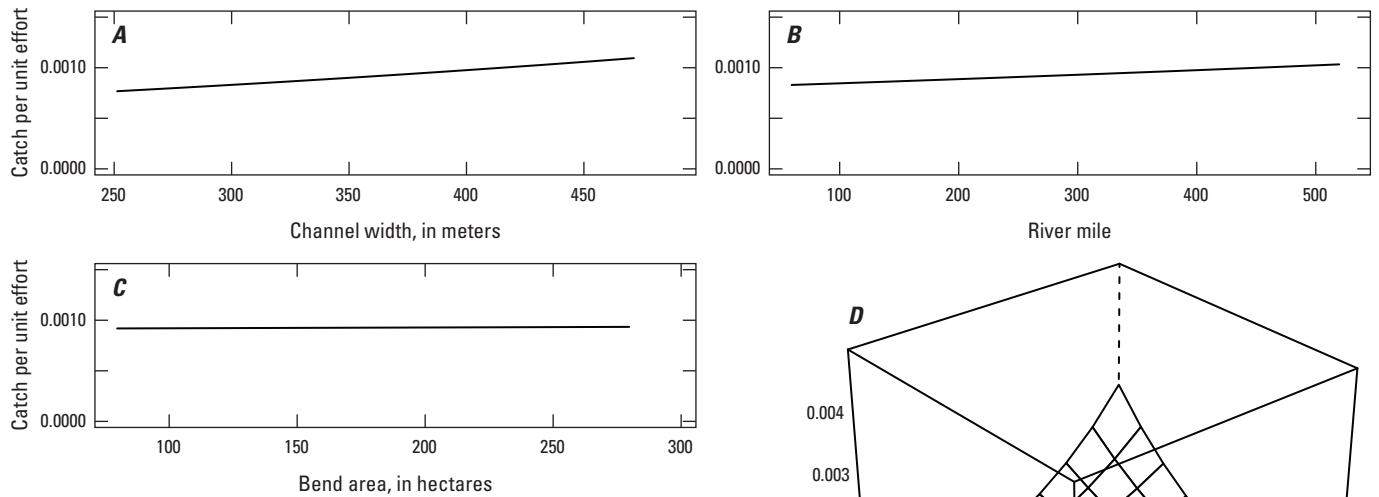 A
Catch per unit effort
0.0010
0.0000
250 300 350 400 450
Channel width, in meters
B
0.0010
0.0000
100 200 300 400 500
River mile
C
Catch per unit effort
0.0010
0.0000
100 150 200 250 300
Bend area, in hectares
D
0.004
0.003